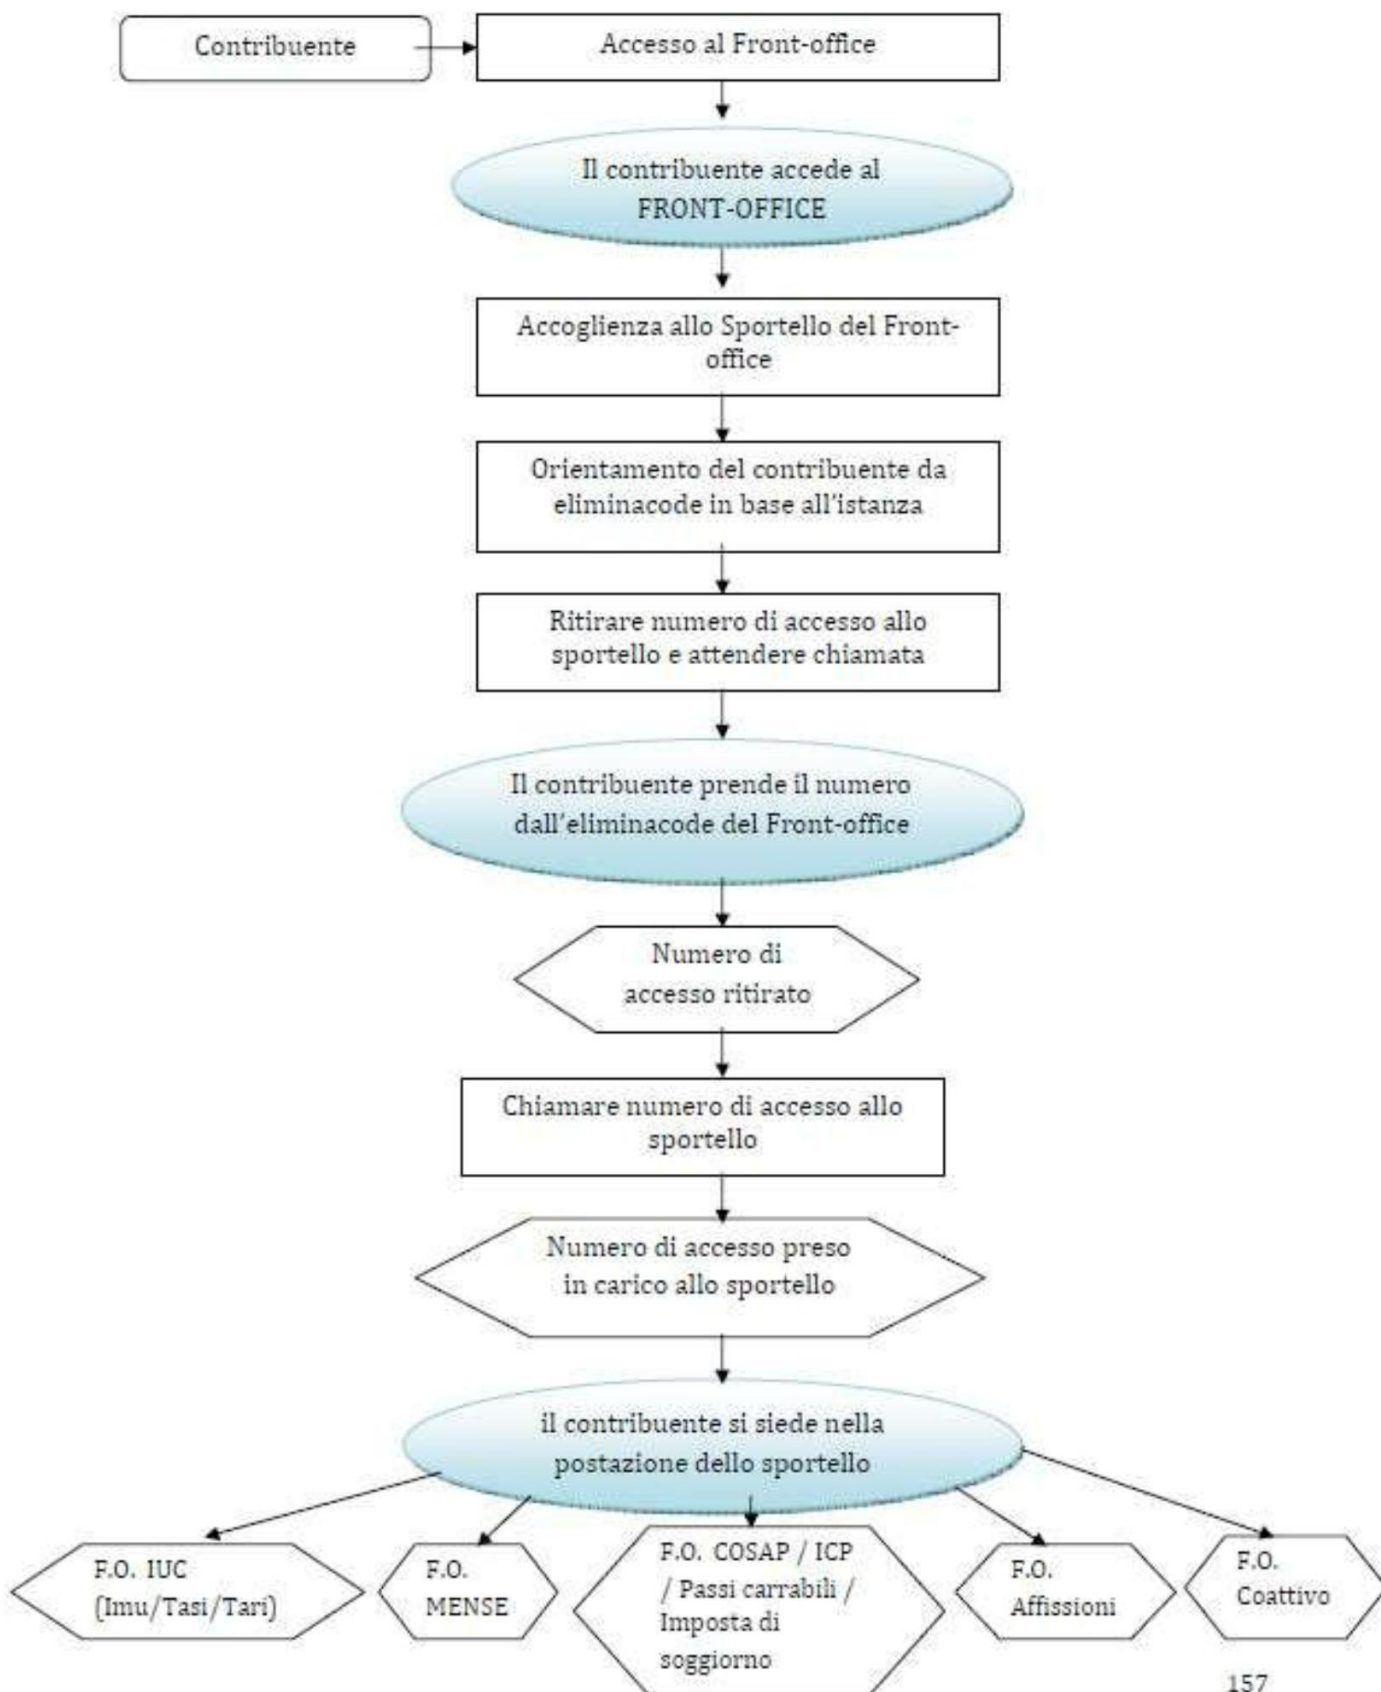 Contribuente
Accesso al Front-office
Il contribuente accede al
FRONT-OFFICE
Accoglienza allo Sportello del Front-
office
Orientamento del contribuente da
eliminacode in base all'istanza
Ritirare numero di accesso allo
sportello e attendere chiamata
Il contribuente prende il numero
dall'eliminacode del Front-office
Numero di
accesso ritirato
Chiamare numero di accesso allo
sportello
Numero di accesso preso
in carico allo sportello
il contribuente si siede nella
postazione dello sportello
F.O. IUC
(Imu/Tasi/Tari)
F.O.
MENSE
F.O. COSAP / ICP
/ Passi carrabili /
Imposta di
soggiorno
F.O.
Affissioni
F.O.
Coattivo
157